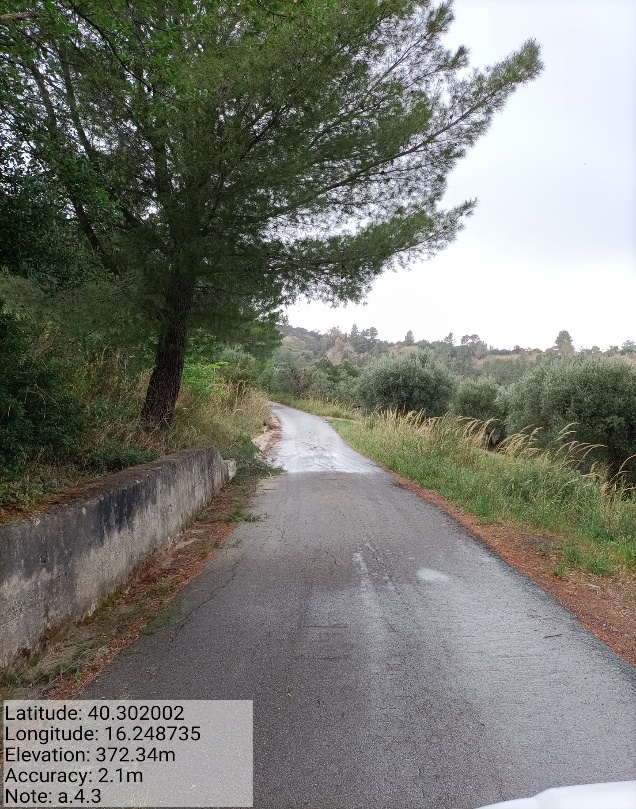 Latitude: 40.302002
Longitude: 16.248735
Elevation: 372.34m
Accuracy: 2.1m
Note: a.4.3